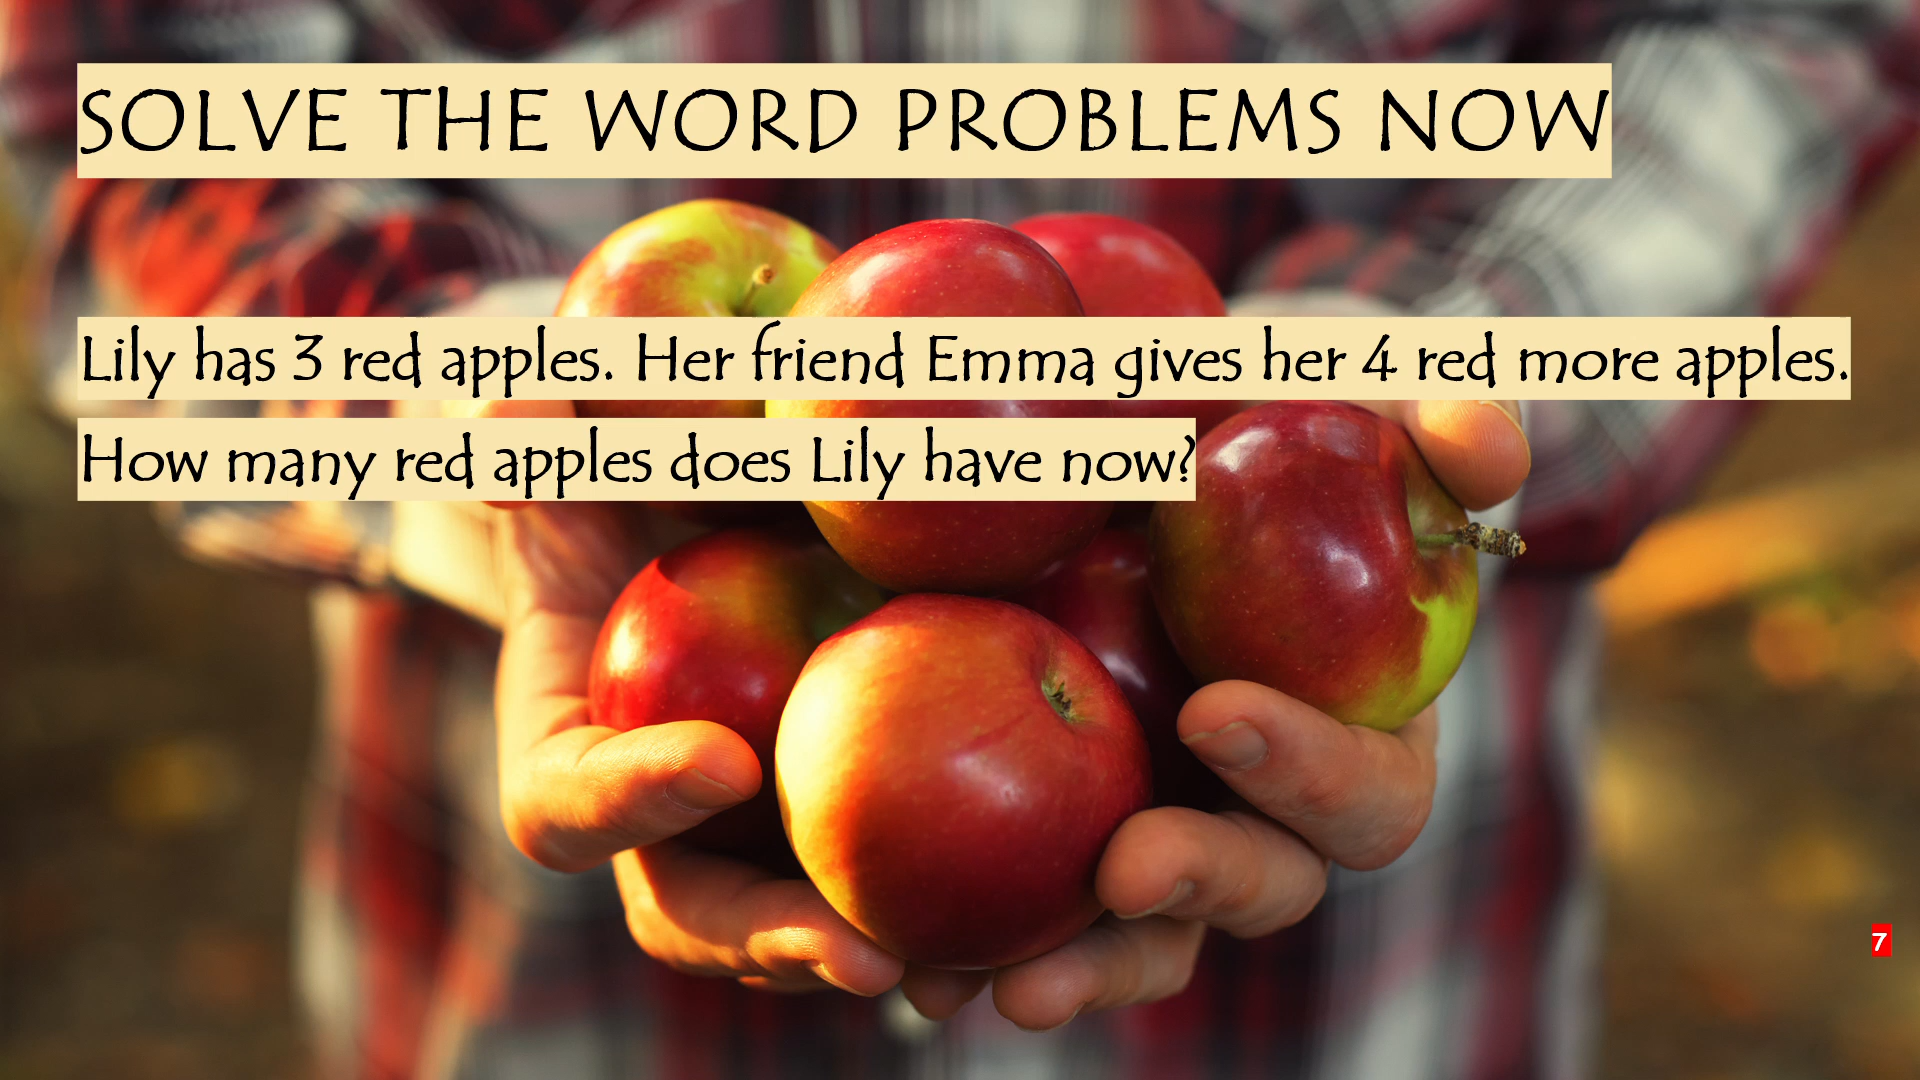 SOLVE THE WORD PROBLEMS NOW
Lily has 3 red apples. Her friend Emma gives her 4 red more apples.
How many red apples does Lily have now?
7